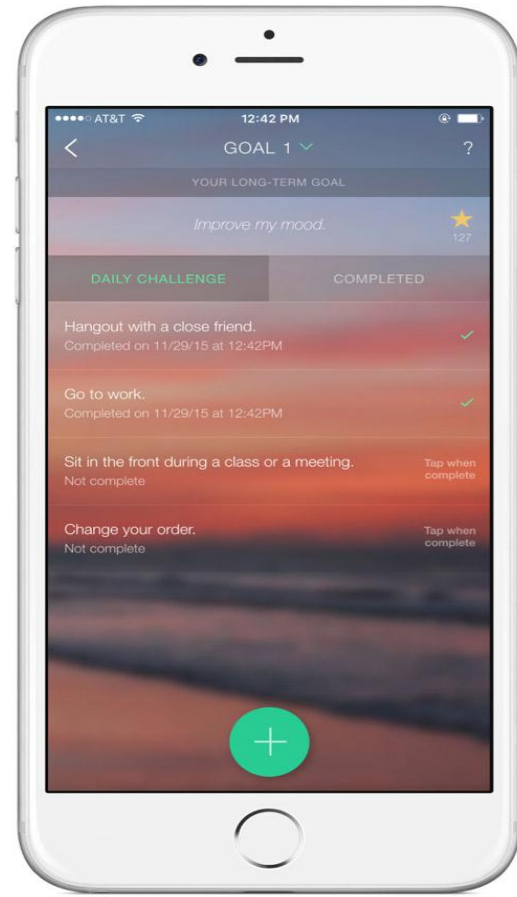 AT&T 12:42 PM
GOAL 1
?
YOUR LONG-TERM GOAL
Improve my mood.
127
DAILY CHALLENGE COMPLETED
Hangout with a close friend.
Completed on 11/29/15 at 12:42PM
Go to work.
Completed on 11/29/15 at 12:42PM
Sit in the front during a class or a meeting.
Not complete
Tap when
complete
Change your order.
Not complete
Tap when
complete